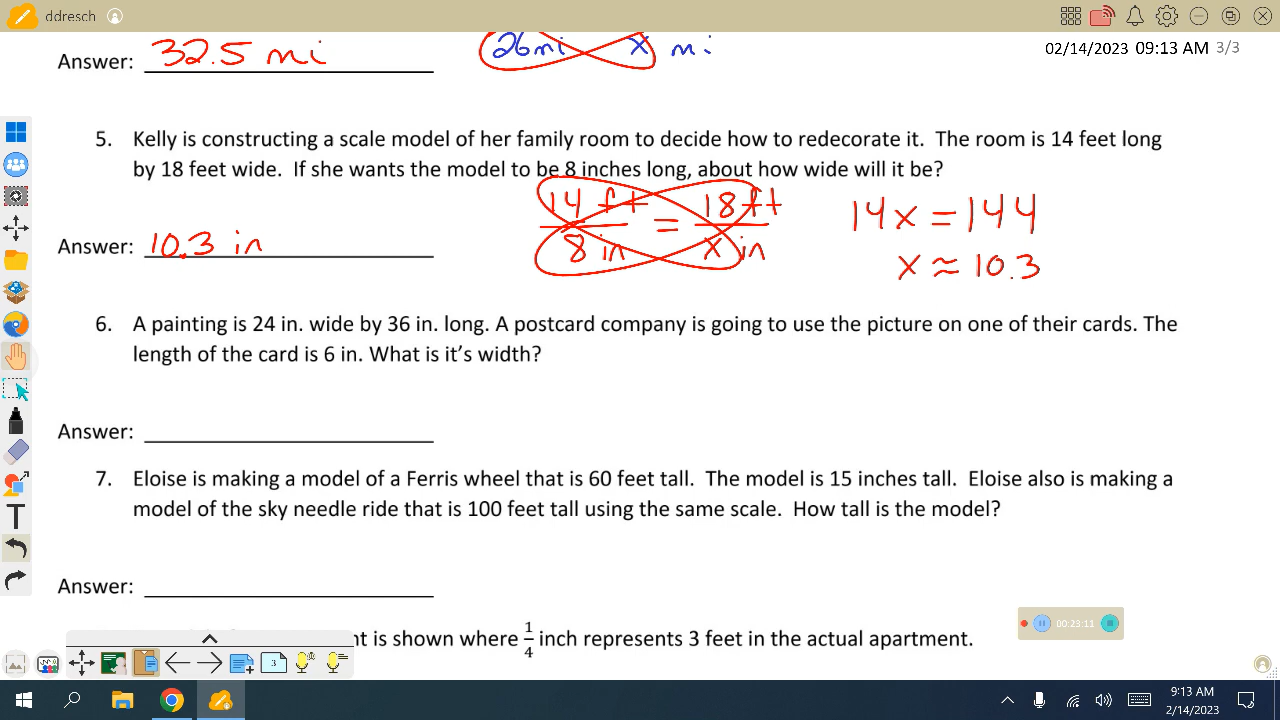 ddresch
02/14/2023 09:13 AM 3/3
Answer: 32.5 mi
26mi x mi
5. Kelly is constructing a scale model of her family room to decide how to redecorate it. The room is 14 feet long
by 18 feet wide. If she wants the model to be 8 inches long, about how wide will it be?
14 ft / 8 in = 18 ft / x in
14x = 144
x ≈ 10.3
Answer: 10.3 in
6. A painting is 24 in. wide by 36 in. long. A postcard company is going to use the picture on one of their cards. The
length of the card is 6 in. What is it's width?
Answer:
7. Eloise is making a model of a Ferris wheel that is 60 feet tall. The model is 15 inches tall. Eloise also is making a
model of the sky needle ride that is 100 feet tall using the same scale. How tall is the model?
Answer:
00:23:11
t is shown where 1/4 inch represents 3 feet in the actual apartment.
3
T
9:13 AM
2/14/2023